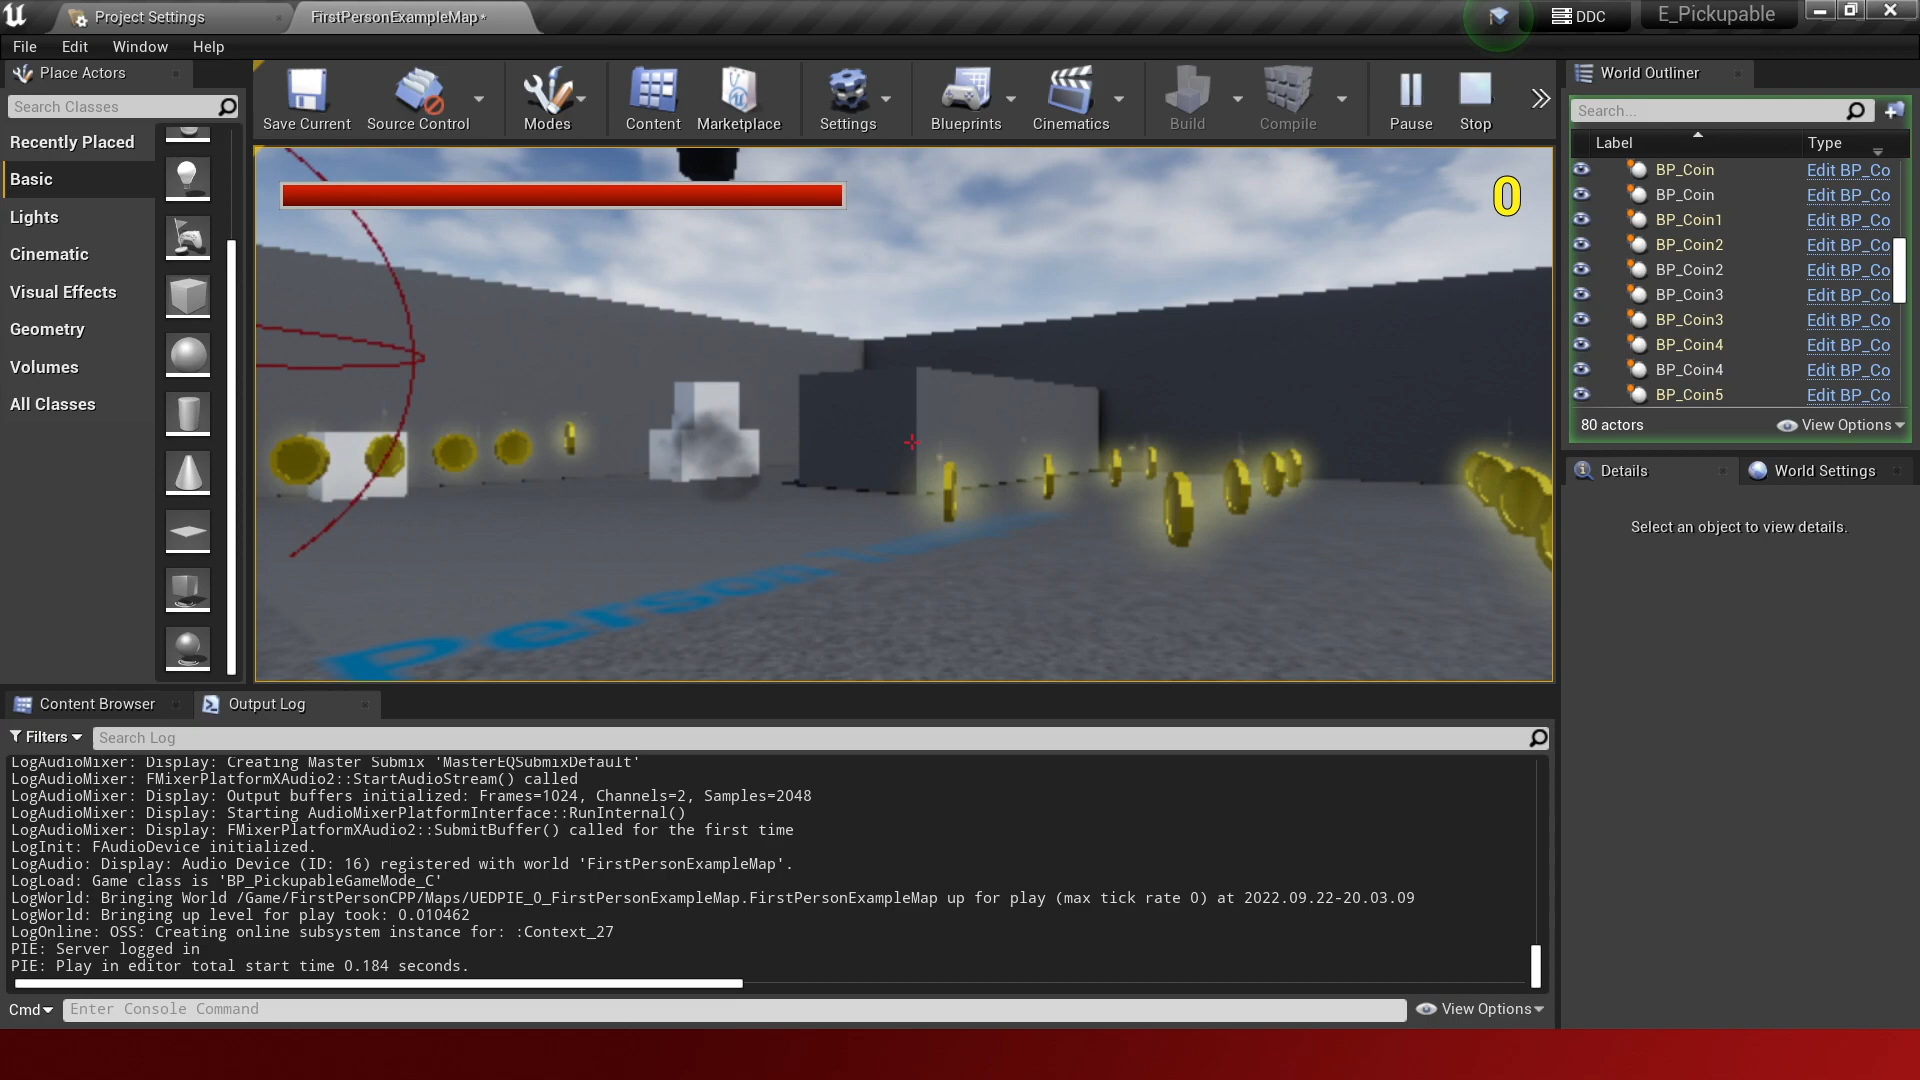 Project Settings
FirstPersonExampleMap*
DDC
E_Pickupable
File Edit Window Help
Place Actors
Search Classes
Recently Placed
Basic
Lights
Cinematic
Visual Effects
Geometry
Volumes
All Classes
Save Current
Source Control
Modes
Content
Marketplace
Settings
Blueprints
Cinematics
Build
Compile
Pause
Stop
0
Person
World Outliner
Search...
Label Type
BP_Coin Edit BP_Co
BP_Coin Edit BP_Co
BP_Coin1 Edit BP_Co
BP_Coin2 Edit BP_Co
BP_Coin2 Edit BP_Co
BP_Coin3 Edit BP_Co
BP_Coin3 Edit BP_Co
BP_Coin4 Edit BP_Co
BP_Coin4 Edit BP_Co
BP_Coin5 Edit BP_Co
80 actors View Options
Details
World Settings
Select an object to view details.
Content Browser
Output Log
Filters
Search Log
LogAudioMixer: Display: Creating Master Submix 'MasterEQSubmixDefault'
LogAudioMixer: FMixerPlatformXAudio2::StartAudioStream() called
LogAudioMixer: Display: Output buffers initialized: Frames=1024, Channels=2, Samples=2048
LogAudioMixer: Display: Starting AudioMixerPlatformInterface::RunInternal()
LogAudioMixer: Display: FMixerPlatformXAudio2::SubmitBuffer() called for the first time
LogInit: FAudioDevice initialized.
LogAudio: Display: Audio Device (ID: 16) registered with world 'FirstPersonExampleMap'.
LogLoad: Game class is 'BP_PickupableGameMode_C'
LogWorld: Bringing World /Game/FirstPersonCPP/Maps/UEDPIE_0_FirstPersonExampleMap.FirstPersonExampleMap up for play (max tick rate 0) at 2022.09.22-20.03.09
LogWorld: Bringing up level for play took: 0.010462
LogOnline: OSS: Creating online subsystem instance for: :Context_27
PIE: Server logged in
PIE: Play in editor total start time 0.184 seconds.
Cmd
Enter Console Command
View Options